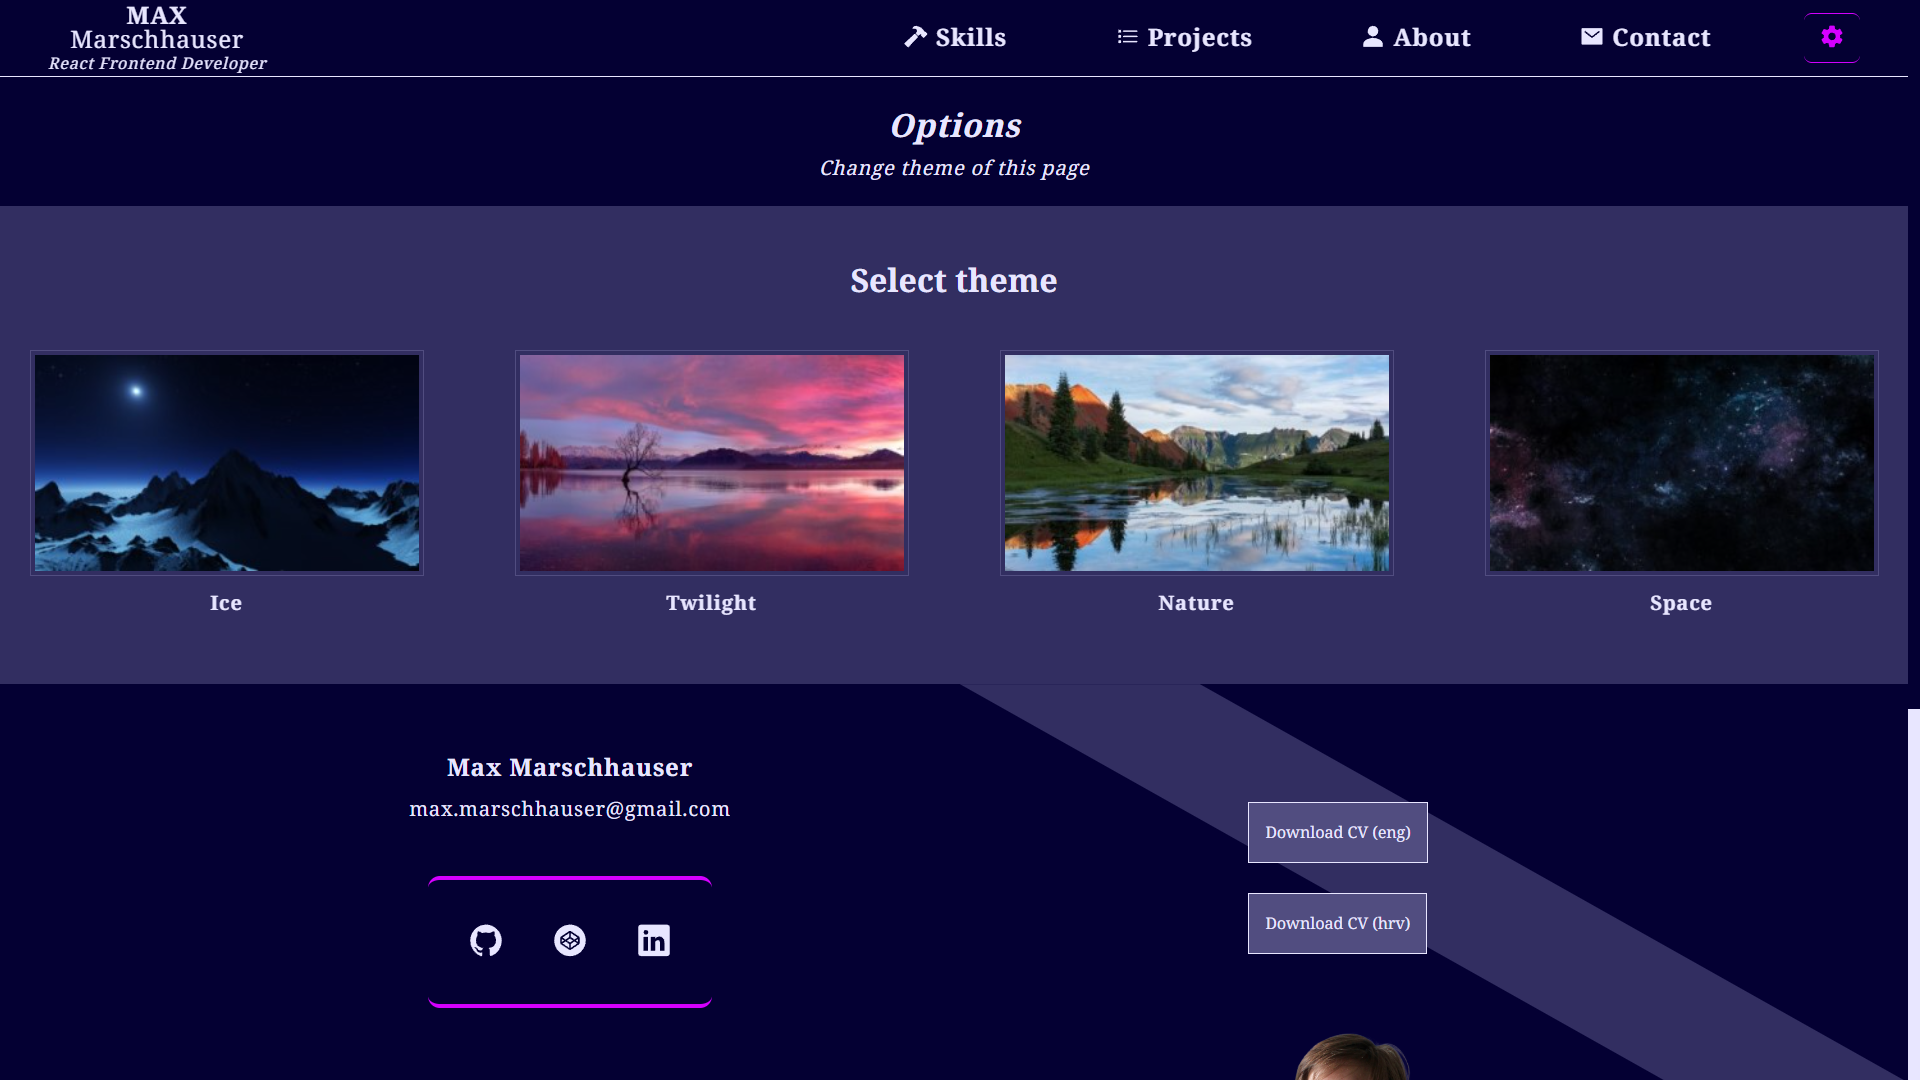 MAX
Marschhauser
React Frontend Developer
Skills
Projects
About
Contact
Options
Change theme of this page
Select theme
Ice
Twilight
Nature
Space
Max Marschhauser
max.marschhauser@gmail.com
Download CV (eng)
Download CV (hrv)
in